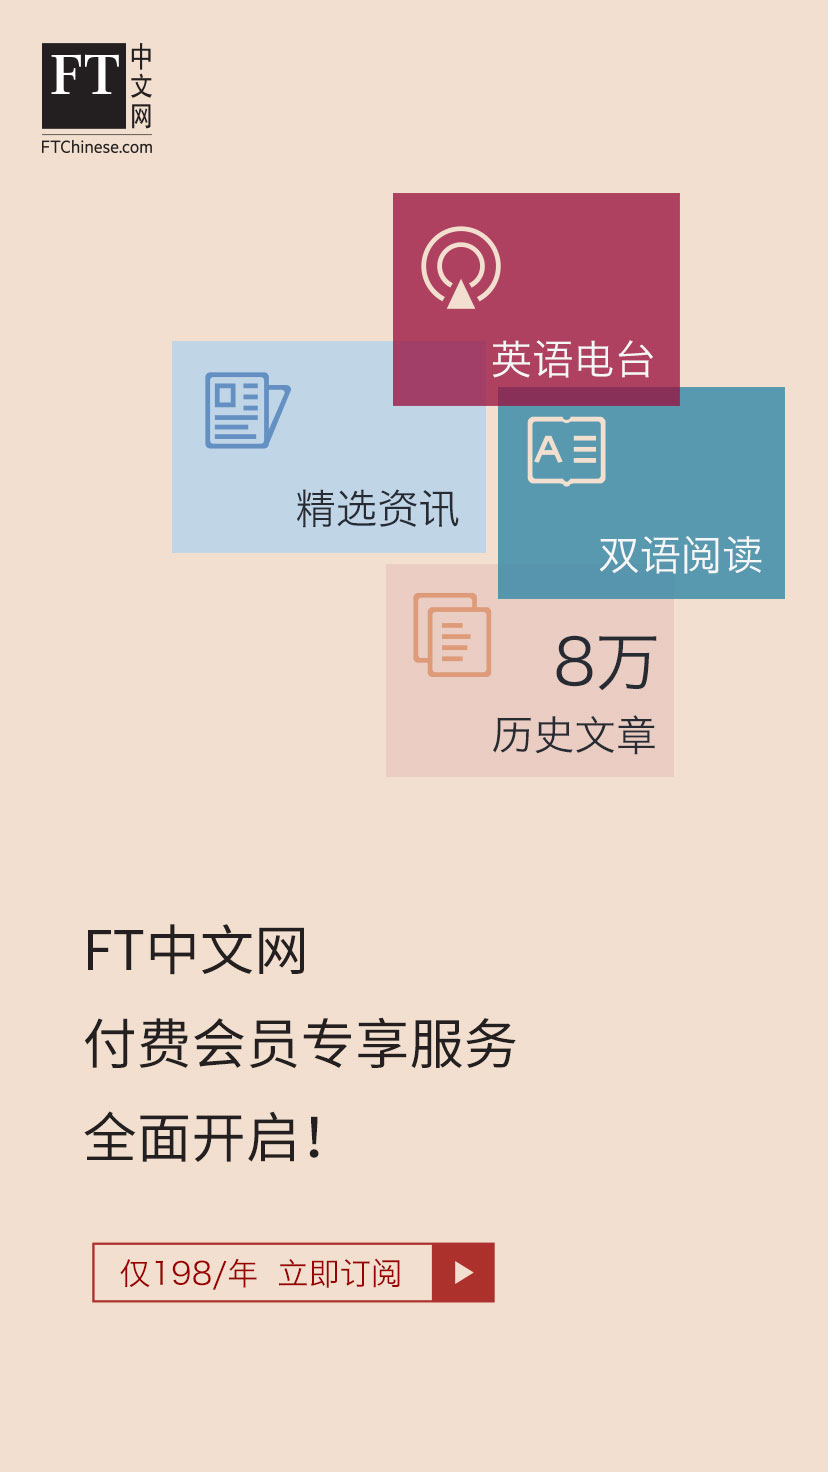 FT
中文网
FTChinese.com
英语电台
精选资讯
A
双语阅读
8万
历史文章
FT中文网
付费会员专享服务
全面开启！
仅198/年 立即订阅